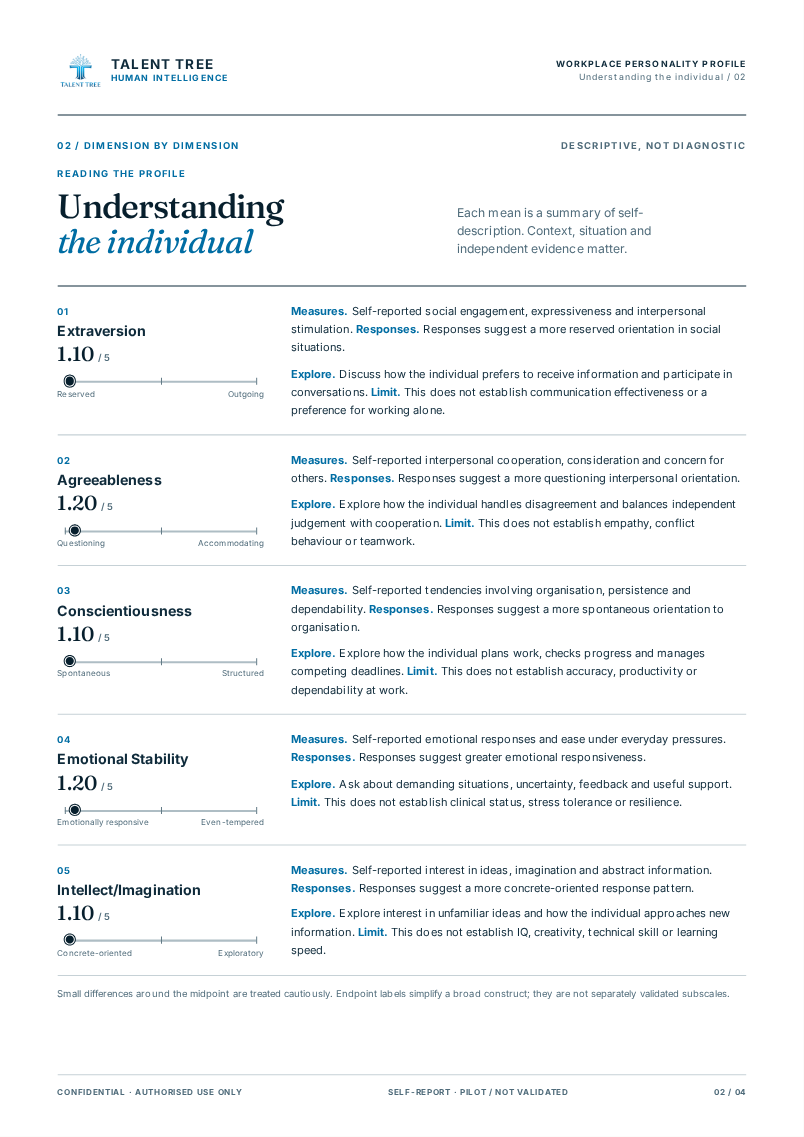 TALENT TREE
TALENT TREE
HUMAN INTELLIGENCE
WORKPLACE PERSONALITY PROFILE
Understanding the individual / 02
02 / DIMENSION BY DIMENSION
DESCRIPTIVE, NOT DIAGNOSTIC
READING THE PROFILE
Understanding
the individual
Each mean is a summary of self-
description. Context, situation and
independent evidence matter.
01
Extraversion
1.10 / 5
Reserved
Outgoing
Measures. Self-reported social engagement, expressiveness and interpersonal
stimulation. Responses. Responses suggest a more reserved orientation in social
situations.
Explore. Discuss how the individual prefers to receive information and participate in
conversations. Limit. This does not establish communication effectiveness or a
preference for working alone.
02
Agreeableness
1.20 / 5
Questioning
Accommodating
Measures. Self-reported interpersonal cooperation, consideration and concern for
others. Responses. Responses suggest a more questioning interpersonal orientation.
Explore. Explore how the individual handles disagreement and balances independent
judgement with cooperation. Limit. This does not establish empathy, conflict
behaviour or teamwork.
03
Conscientiousness
1.10 / 5
Spontaneous
Structured
Measures. Self-reported tendencies involving organisation, persistence and
dependability. Responses. Responses suggest a more spontaneous orientation to
organisation.
Explore. Explore how the individual plans work, checks progress and manages
competing deadlines. Limit. This does not establish accuracy, productivity or
dependability at work.
04
Emotional Stability
1.20 / 5
Emotionally responsive
Even-tempered
Measures. Self-reported emotional responses and ease under everyday pressures.
Responses. Responses suggest greater emotional responsiveness.
Explore. Ask about demanding situations, uncertainty, feedback and useful support.
Limit. This does not establish clinical status, stress tolerance or resilience.
05
Intellect/Imagination
1.10 / 5
Concrete-oriented
Exploratory
Measures. Self-reported interest in ideas, imagination and abstract information.
Responses. Responses suggest a more concrete-oriented response pattern.
Explore. Explore interest in unfamiliar ideas and how the individual approaches new
information. Limit. This does not establish IQ, creativity, technical skill or learning
speed.
Small differences around the midpoint are treated cautiously. Endpoint labels simplify a broad construct; they are not separately validated subscales.
CONFIDENTIAL · AUTHORISED USE ONLY
SELF-REPORT · PILOT / NOT VALIDATED
02 / 04